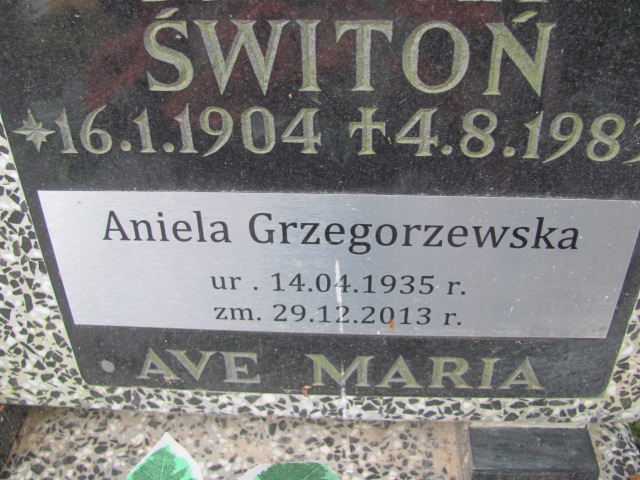 ŚWITOŃ
*16.1.1904 †4.8.198
Aniela Grzegorzewska
ur . 14.04.1935 r.
zm. 29.12.2013 r.
AVE MARIA